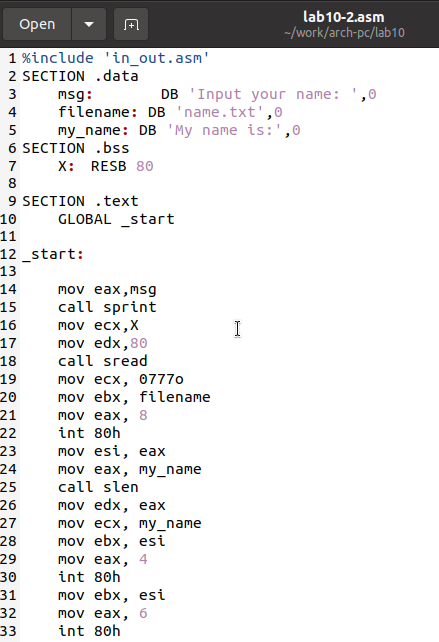 Open
lab10-2.asm
~/work/arch-pc/lab10
1 %include 'in_out.asm'
2 SECTION .data
3 msg: DB 'Input your name: ',0
4 filename: DB 'name.txt',0
5 my_name: DB 'My name is:',0
6 SECTION .bss
7 X: RESB 80
8
9 SECTION .text
10 GLOBAL _start
11
12 _start:
13
14 mov eax,msg
15 call sprint
16 mov ecx,X
17 mov edx,80
18 call sread
19 mov ecx, 0777o
20 mov ebx, filename
21 mov eax, 8
22 int 80h
23 mov esi, eax
24 mov eax, my_name
25 call slen
26 mov edx, eax
27 mov ecx, my_name
28 mov ebx, esi
29 mov eax, 4
30 int 80h
31 mov ebx, esi
32 mov eax, 6
33 int 80h